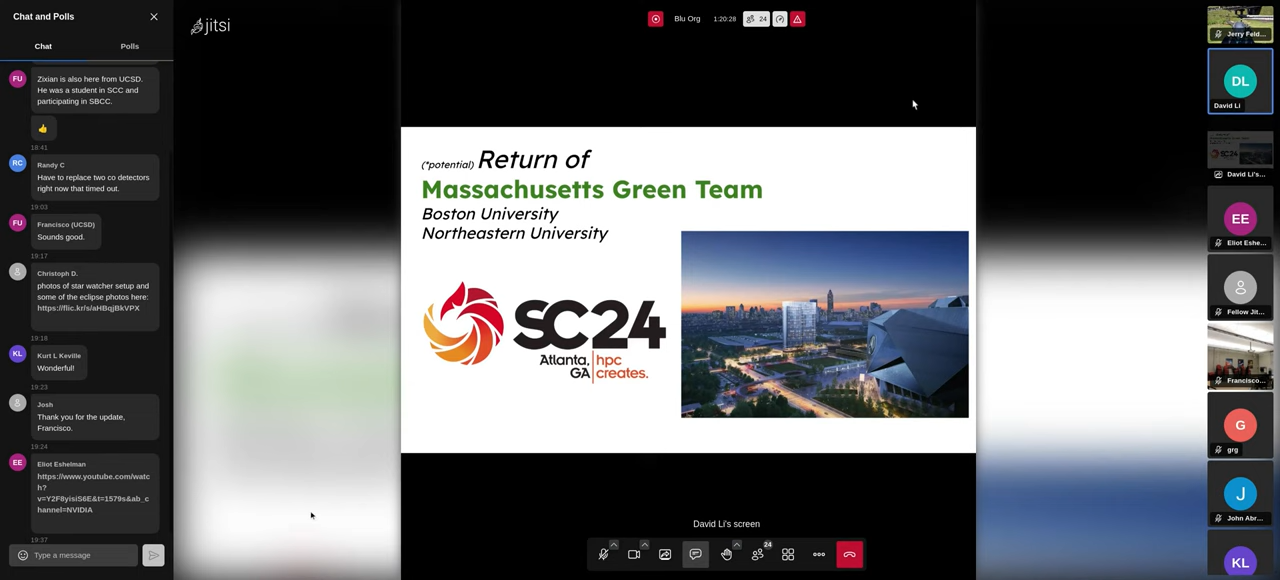 Chat and Polls
Chat
Polls
FU
Zixian is also here from UCSD.
He was a student in SCC and
participating in SBCC.
18:41
RC
Randy C
Have to replace two co detectors
right now that timed out.
19:03
FU
Francisco (UCSD)
Sounds good.
19:17
Christoph D.
photos of star watcher setup and
some of the eclipse photos here:
https://flic.kr/s/aHBqjBkVPX
19:18
KL
Kurt L Keville
Wonderful!
19:23
Josh
Thank you for the update,
Francisco.
19:24
EE
Eliot Eshelman
https://www.youtube.com/watc
h?
v=Y2F8yisiS6E&t=1579s&ab_c
hannel=NVIDIA
19:37
Type a message
jitsi
Blu Org
1:20:28
24
(*potential) Return of
Massachusetts Green Team
Boston University
Northeastern University
SC24
Atlanta, hpc
GA creates.
David Li's screen
24
Jerry Feld...
DL
David Li
David Li's...
EE
Eliot Eshe...
Fellow Jit...
Francisco...
G
grg
J
John Abr...
KL